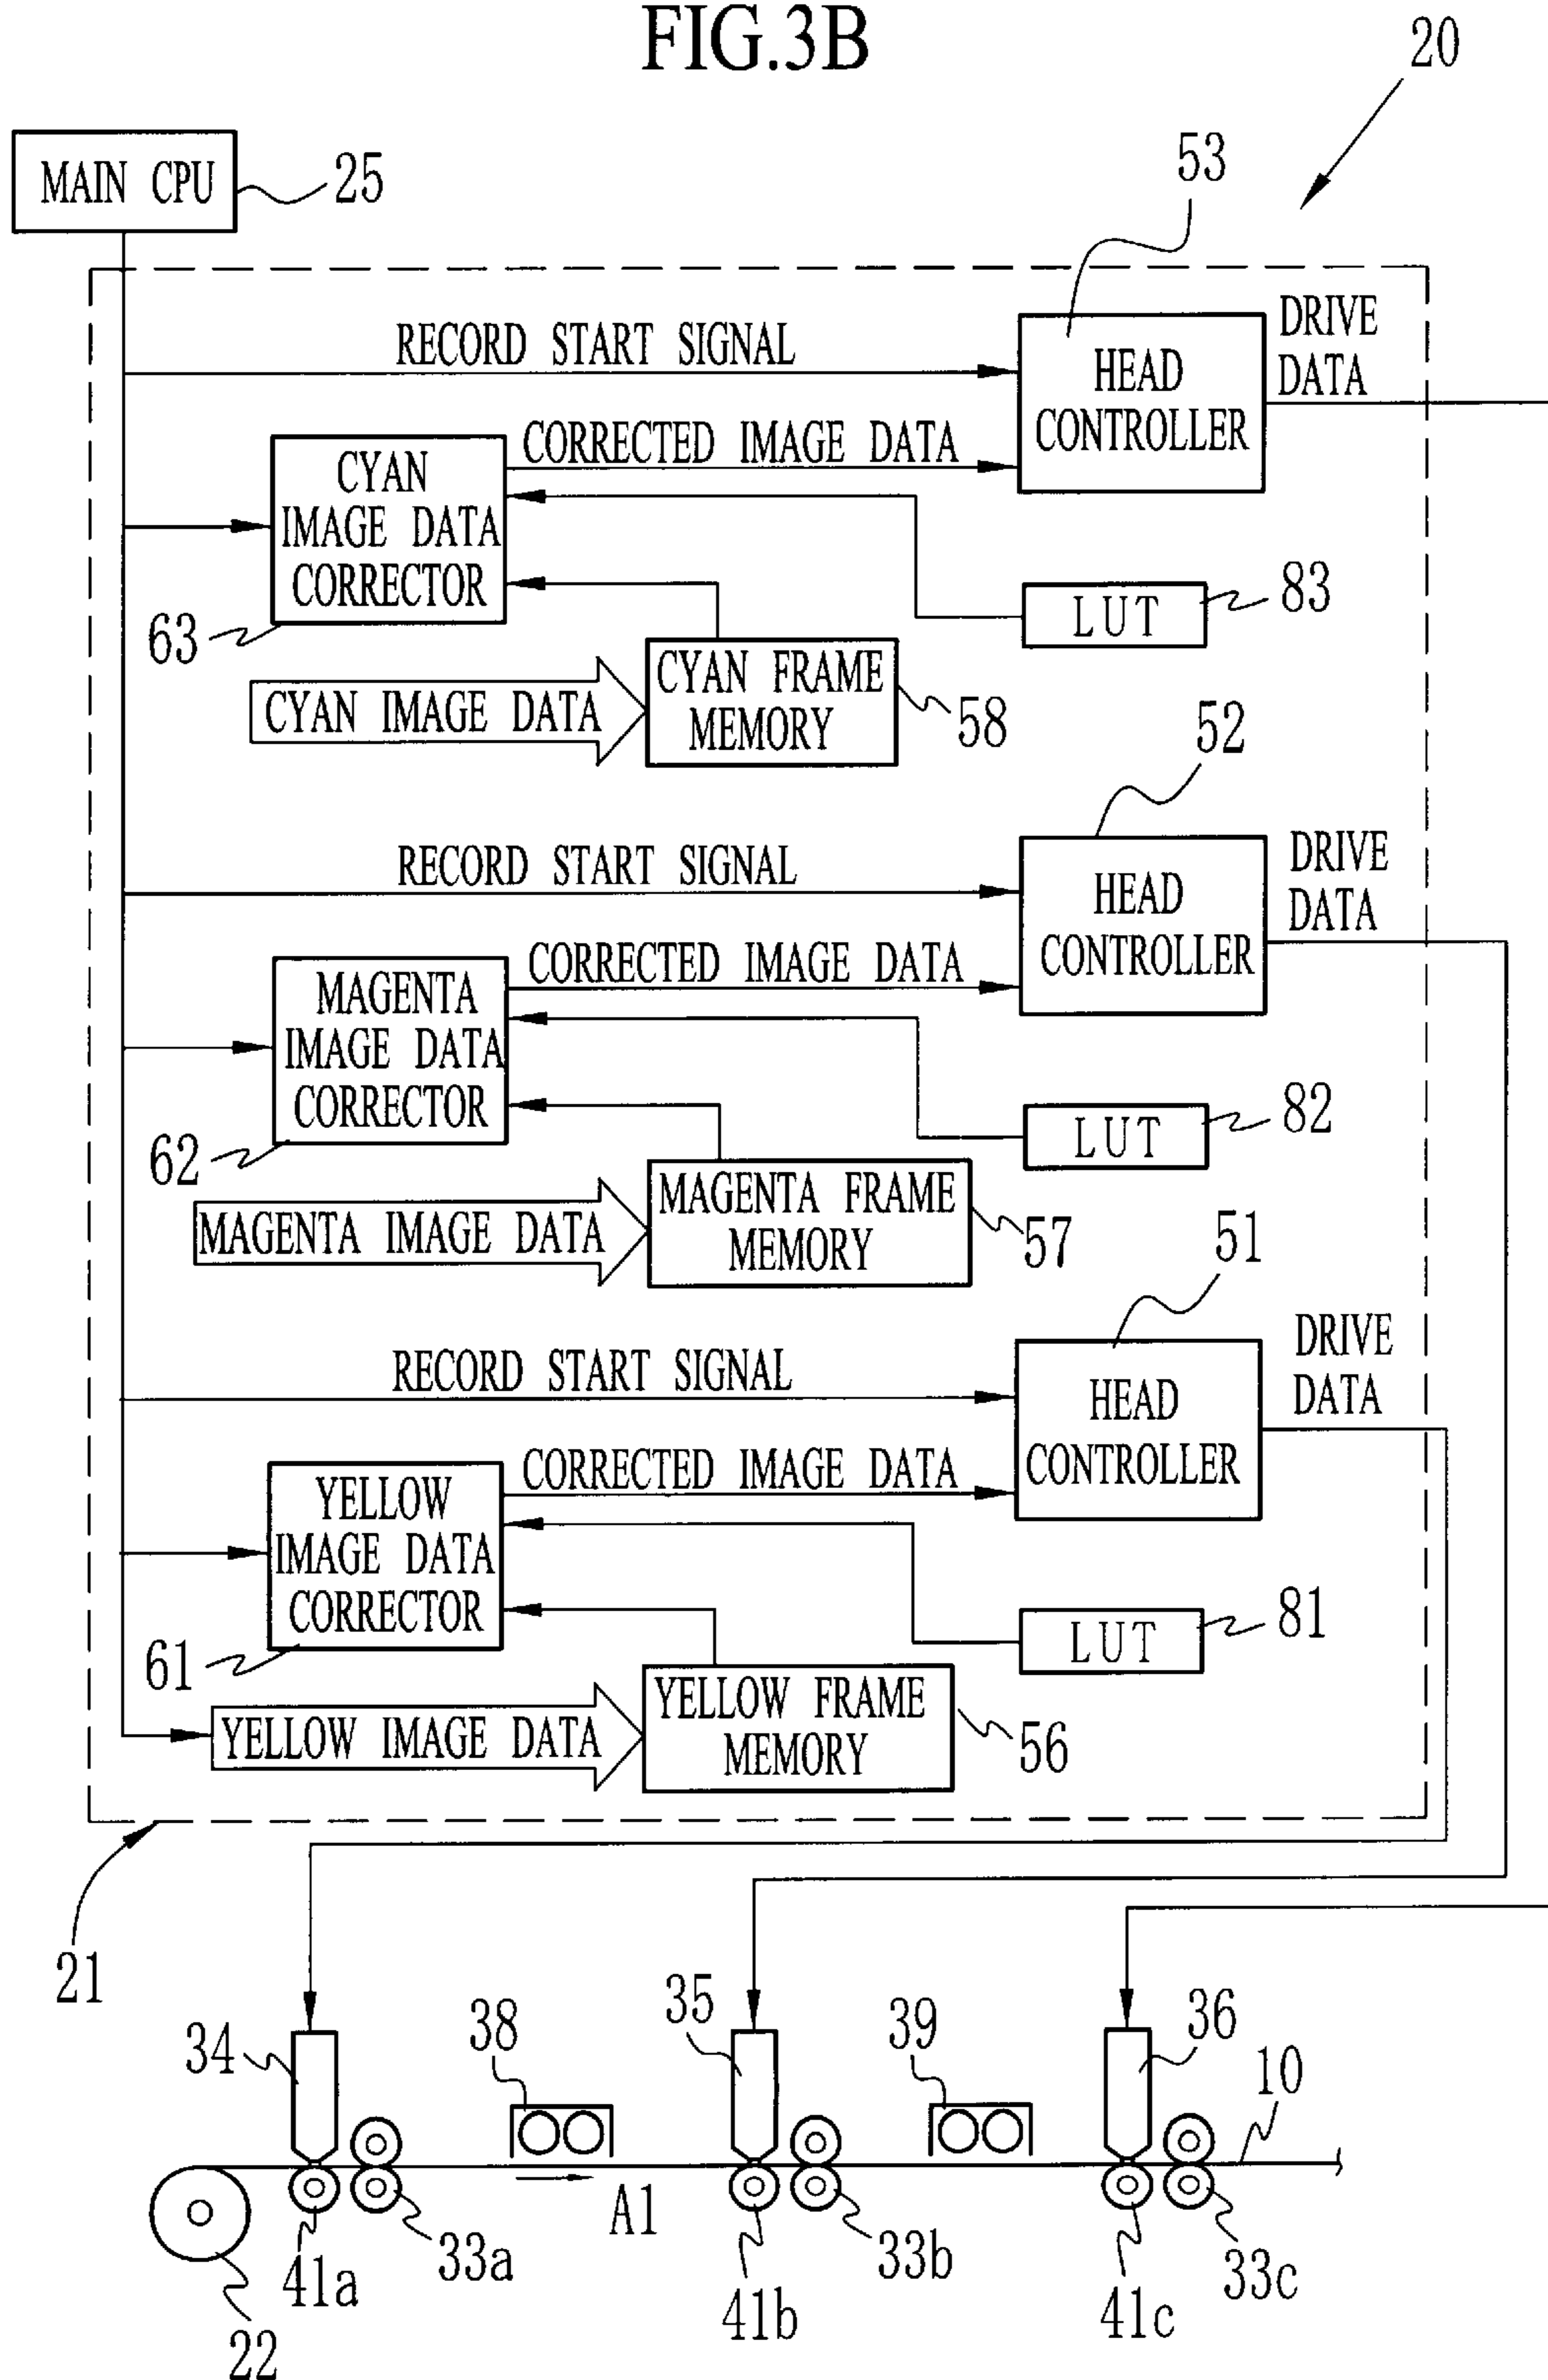 FIG.3B
20
MAIN CPU
25
53
RECORD START SIGNAL
HEAD
CONTROLLER
DRIVE
DATA
CORRECTED IMAGE DATA
CYAN
IMAGE DATA
CORRECTOR
63
LUT
83
CYAN IMAGE DATA
CYAN FRAME
MEMORY
58
52
RECORD START SIGNAL
HEAD
CONTROLLER
DRIVE
DATA
CORRECTED IMAGE DATA
MAGENTA
IMAGE DATA
CORRECTOR
62
LUT
82
MAGENTA IMAGE DATA
MAGENTA FRAME
MEMORY
57
51
RECORD START SIGNAL
HEAD
CONTROLLER
DRIVE
DATA
CORRECTED IMAGE DATA
YELLOW
IMAGE DATA
CORRECTOR
61
LUT
81
YELLOW IMAGE DATA
YELLOW FRAME
MEMORY
56
21
34
38
35
39
36
10
A1
41a
33a
41b
33b
41c
33c
22